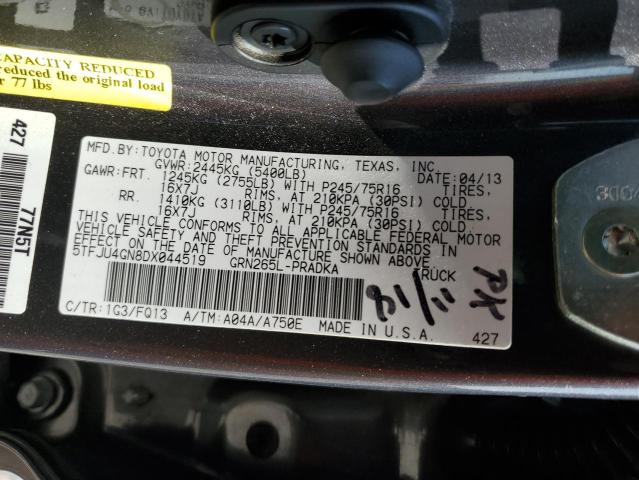 CAPACITY REDUCED
reduced the original load
77 lbs
427
77N5T
MFD.BY:TOYOTA MOTOR MANUFACTURING, TEXAS, INC.
GVWR:2445KG (5400LB) DATE:04/13
GAWR:FRT. 1245KG (2755LB) WITH P245/75R16 TIRES,
16X7J RIMS, AT 210KPA (30PSI) COLD
RR. 1410KG (3110LB) WITH P245/75R16 TIRES,
16X7J RIMS, AT 210KPA (30PSI) COLD
THIS VEHICLE CONFORMS TO ALL APPLICABLE FEDERAL MOTOR
VEHICLE SAFETY AND THEFT PREVENTION STANDARDS IN
EFFECT ON THE DATE OF MANUFACTURE SHOWN ABOVE.
5TFJU4GN8DX044519 GRN265L-PRADKA TRUCK
C/TR:1G3/FQ13 A/TM:A04A/A750E MADE IN U.S.A. 427